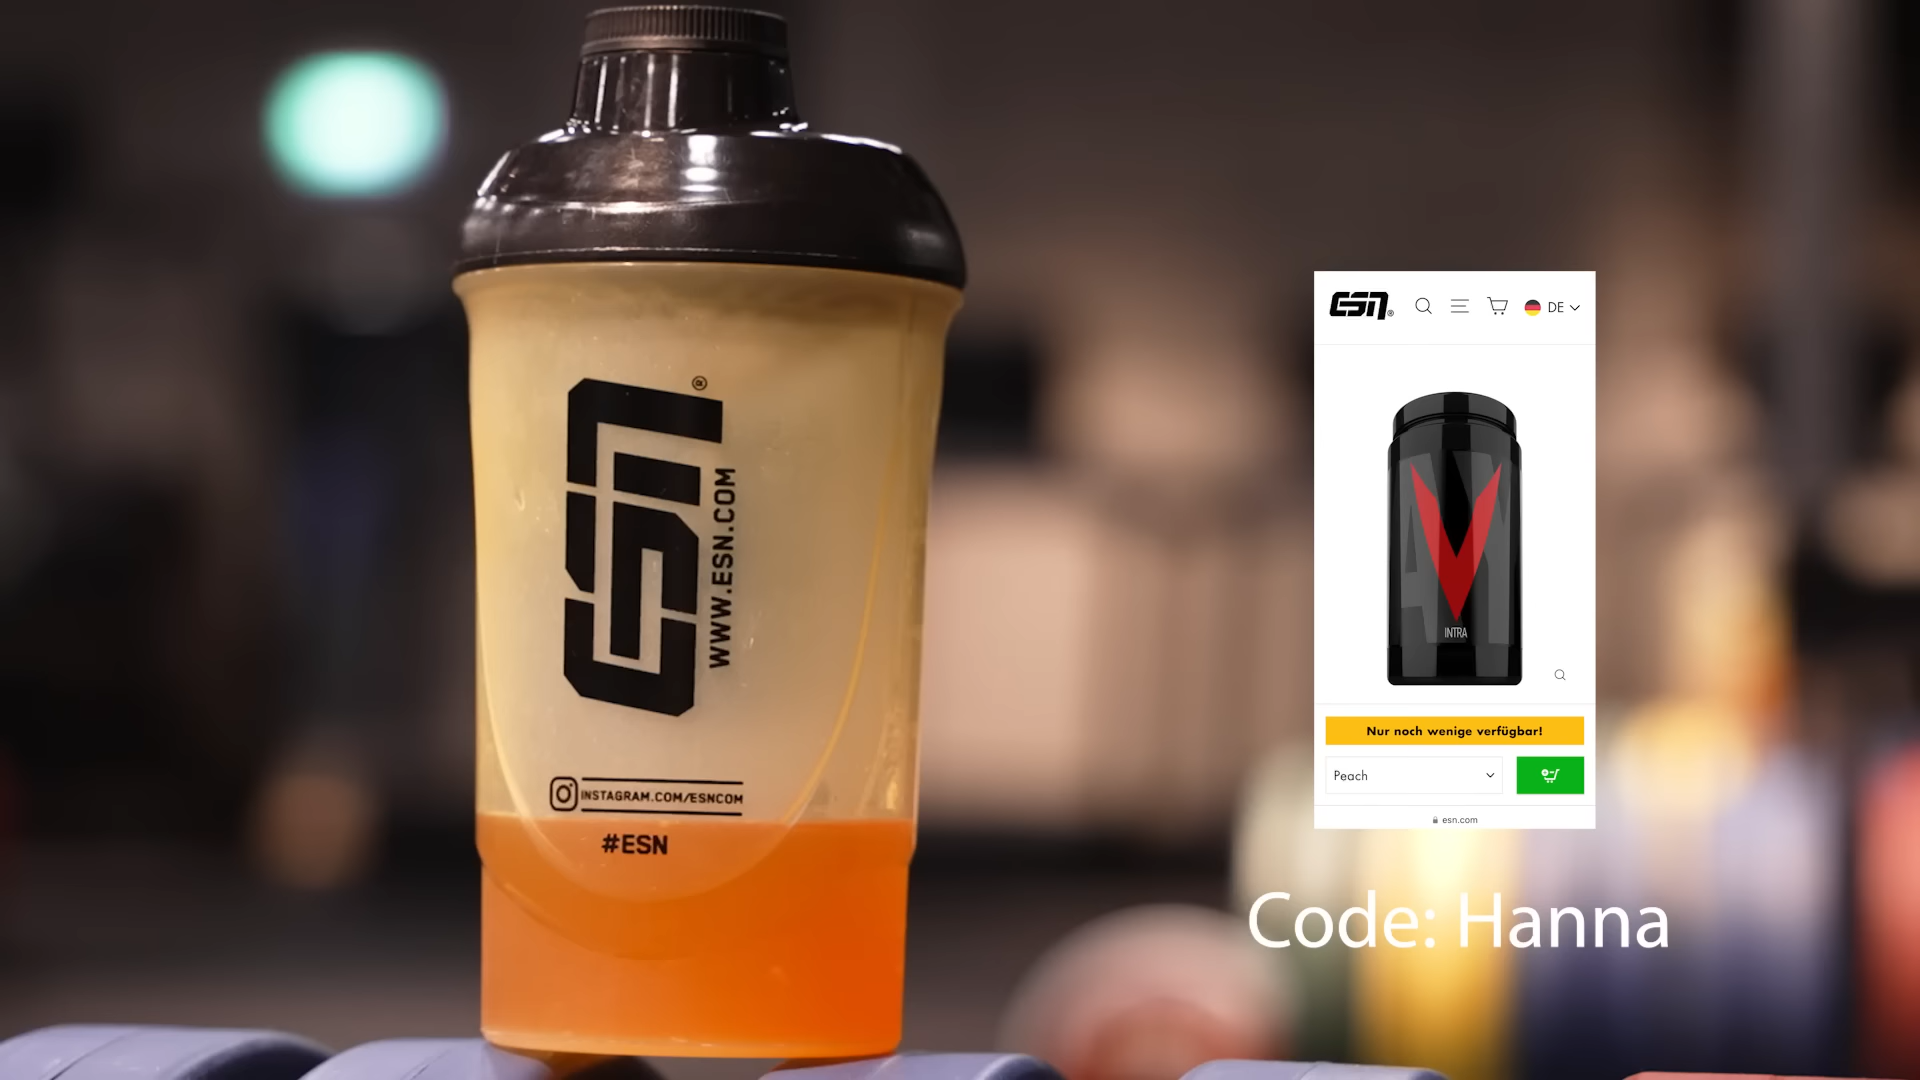 ESN®
WWW.ESN.COM
INSTAGRAM.COM/ESNCOM
#ESN
ESN®
DE
INTRA
Nur noch wenige verfügbar!
Peach
esn.com
Code: Hanna